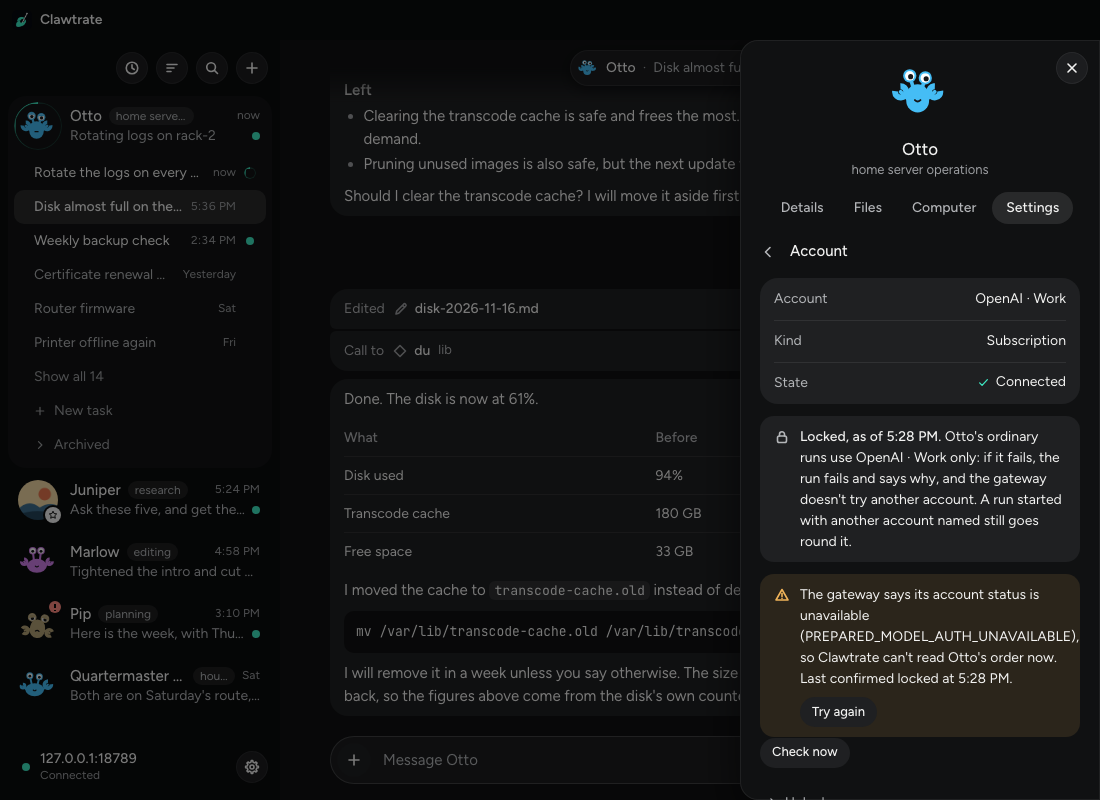 Clawtrate
Otto home serve... now
Rotating logs on rack-2
Rotate the logs on every ... now
Disk almost full on the... 5:36 PM
Weekly backup check 2:34 PM
Certificate renewal ... Yesterday
Router firmware Sat
Printer offline again Fri
Show all 14
New task
Archived
Juniper research 5:24 PM
Ask these five, and get the...
Marlow editing 4:58 PM
Tightened the intro and cut ...
Pip planning 3:10 PM
Here is the week, with Thu...
Quartermaster ... hou... Sat
Both are on Saturday's route,...
127.0.0.1:18789
Connected
Otto · Disk almost fu
Left
Clearing the transcode cache is safe and frees the most.
demand.
Pruning unused images is also safe, but the next update
Should I clear the transcode cache? I will move it aside first
Edited disk-2026-11-16.md
Call to du lib
Done. The disk is now at 61%.
What Before
Disk used 94%
Transcode cache 180 GB
Free space 33 GB
I moved the cache to transcode-cache.old instead of de
mv /var/lib/transcode-cache.old /var/lib/transcod
I will remove it in a week unless you say otherwise. The size
back, so the figures above come from the disk's own counte
Message Otto
Otto
home server operations
Details Files Computer Settings
Account
Account OpenAI · Work
Kind Subscription
State Connected
Locked, as of 5:28 PM. Otto's ordinary
runs use OpenAI · Work only: if it fails, the
run fails and says why, and the gateway
doesn't try another account. A run started
with another account named still goes
round it.
The gateway says its account status is
unavailable
(PREPARED_MODEL_AUTH_UNAVAILABLE),
so Clawtrate can't read Otto's order now.
Last confirmed locked at 5:28 PM.
Try again
Check now